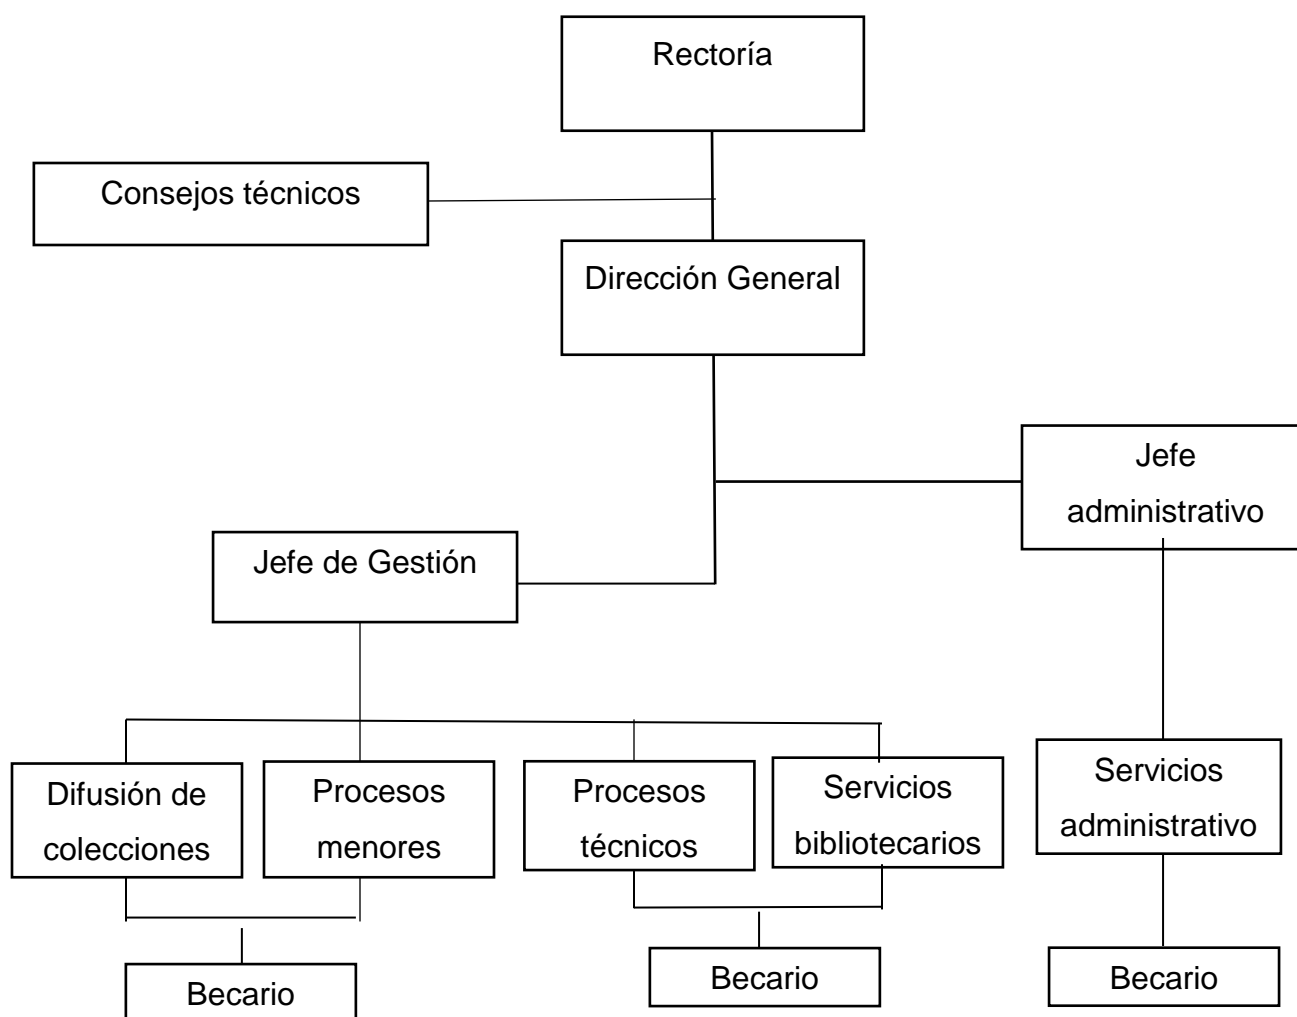 Rectoría
Consejos técnicos
Dirección General
Jefe
administrativo
Jefe de Gestión
Difusión de
colecciones
Procesos
menores
Procesos
técnicos
Servicios
bibliotecarios
Servicios
administrativo
Becario
Becario
Becario